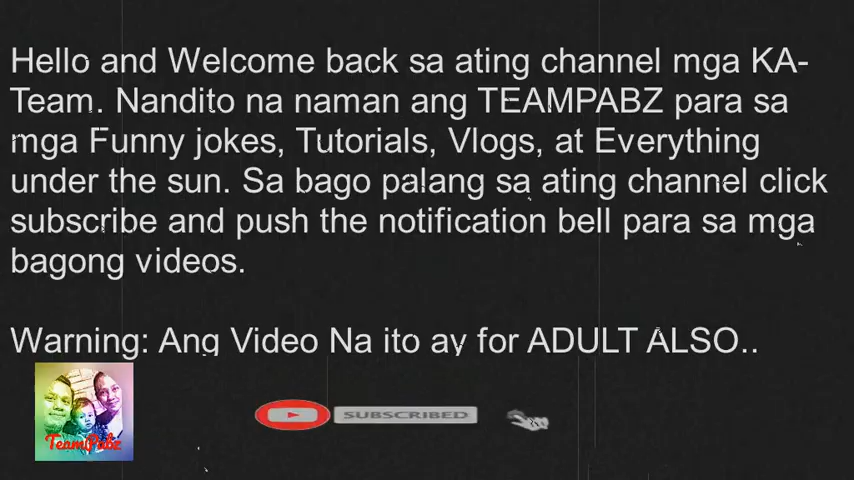 Hello and Welcome back sa ating channel mga KA-
Team. Nandito na naman ang TEAMPABZ para sa
mga Funny jokes, Tutorials, Vlogs, at Everything
under the sun. Sa bago palang sa ating channel click
subscribe and push the notification bell para sa mga
bagong videos.
Warning: Ang Video Na ito ay for ADULT ALSO..
TeamPabz
SUBSCRIBED